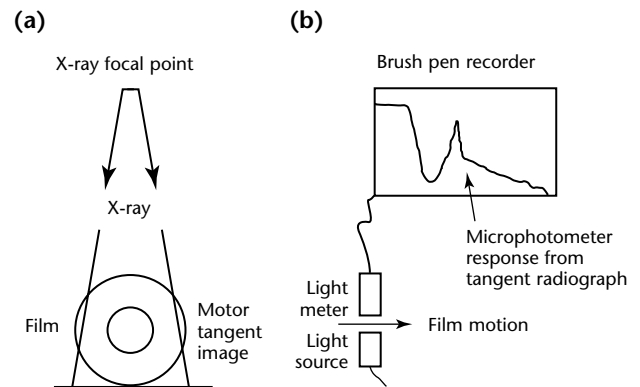 (a)
X-ray focal point
X-ray
Film
Motor
tangent
image
(b)
Brush pen recorder
Microphotometer
response from
tangent radiograph
Light
meter
Film motion
Light
source